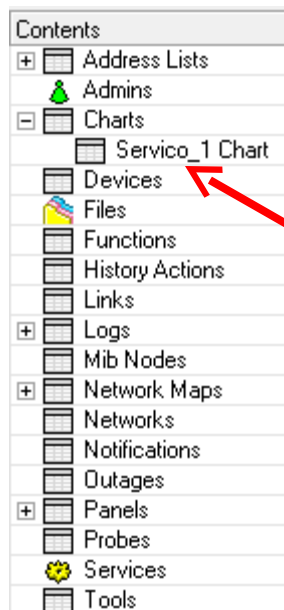 Contents
Address Lists
Admins
Charts
Servico_1 Chart
Devices
Files
Functions
History Actions
Links
Logs
Mib Nodes
Network Maps
Networks
Notifications
Outages
Panels
Probes
Services
Tools